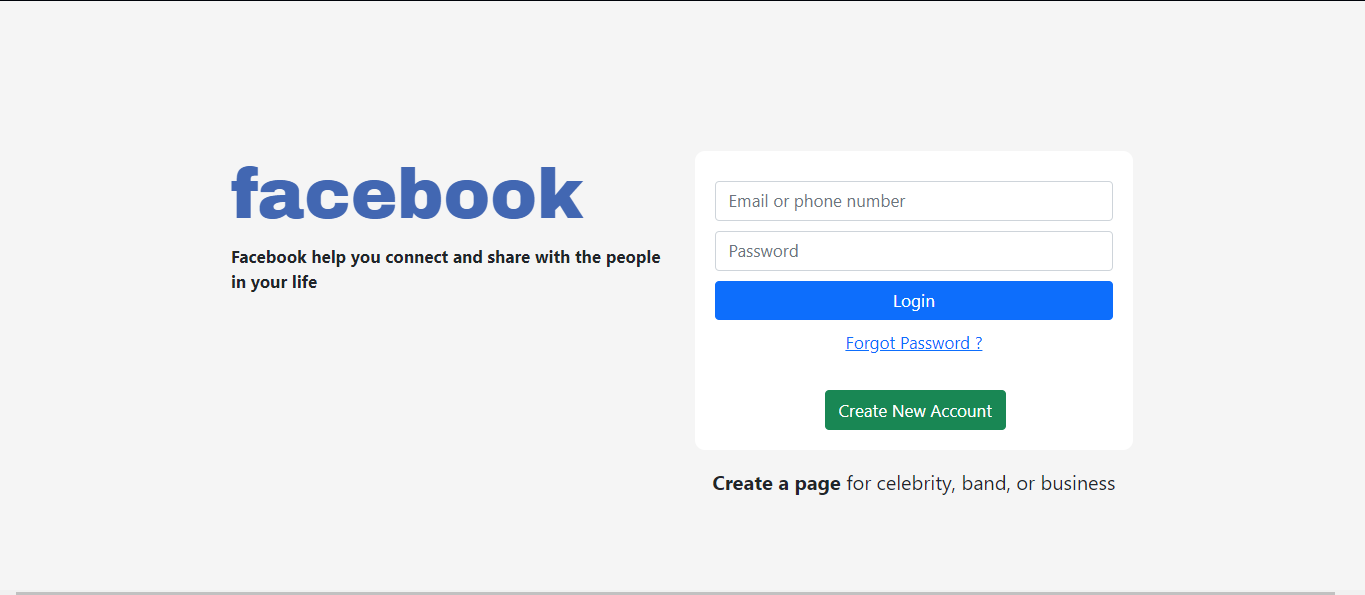 facebook
Facebook help you connect and share with the people
in your life
Email or phone number
Password
Login
Forgot Password ?
Create New Account
Create a page for celebrity, band, or business